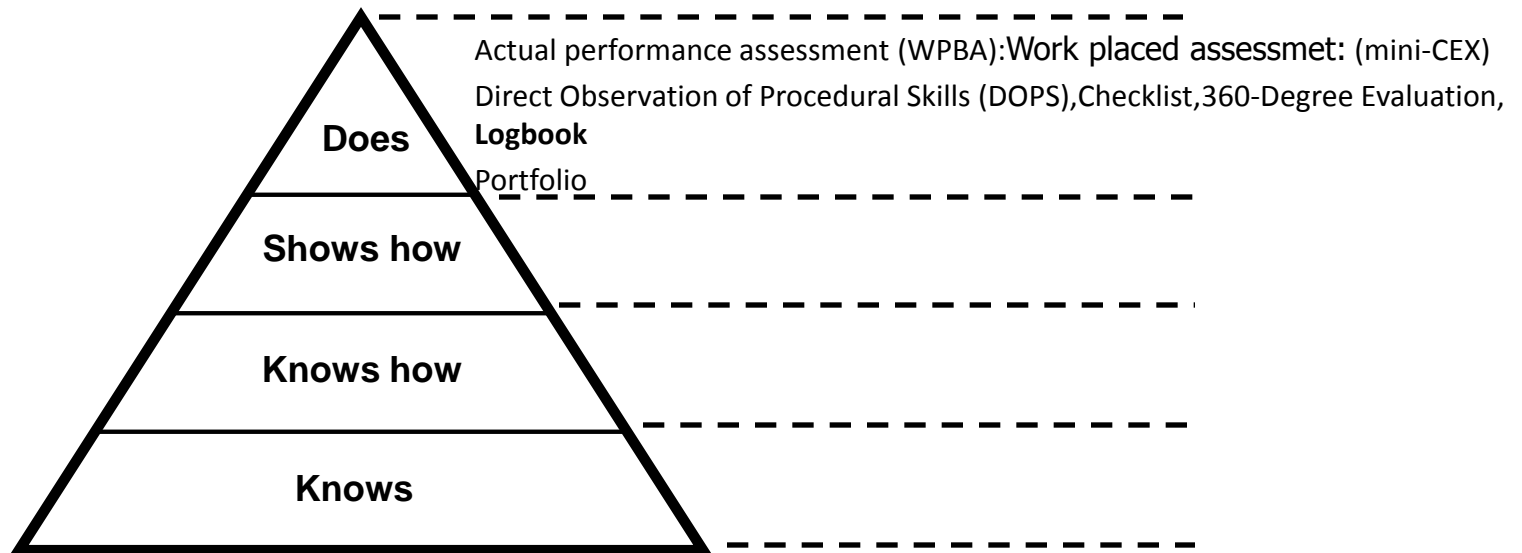 Actual performance assessment (WPBA):Work placed assessmet: (mini-CEX)
Direct Observation of Procedural Skills (DOPS),Checklist,360-Degree Evaluation,
Logbook
Portfolio
Does
Shows how
Knows how
Knows